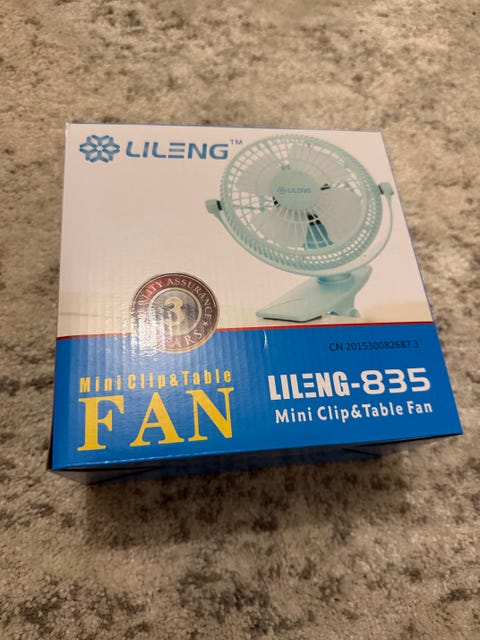 LILENG™
LILENG
QUALITY ASSURANCE
3
YEARS
CN 201530082687.3
Mini Clip&Table
FAN
LILENG-835
Mini Clip&Table Fan